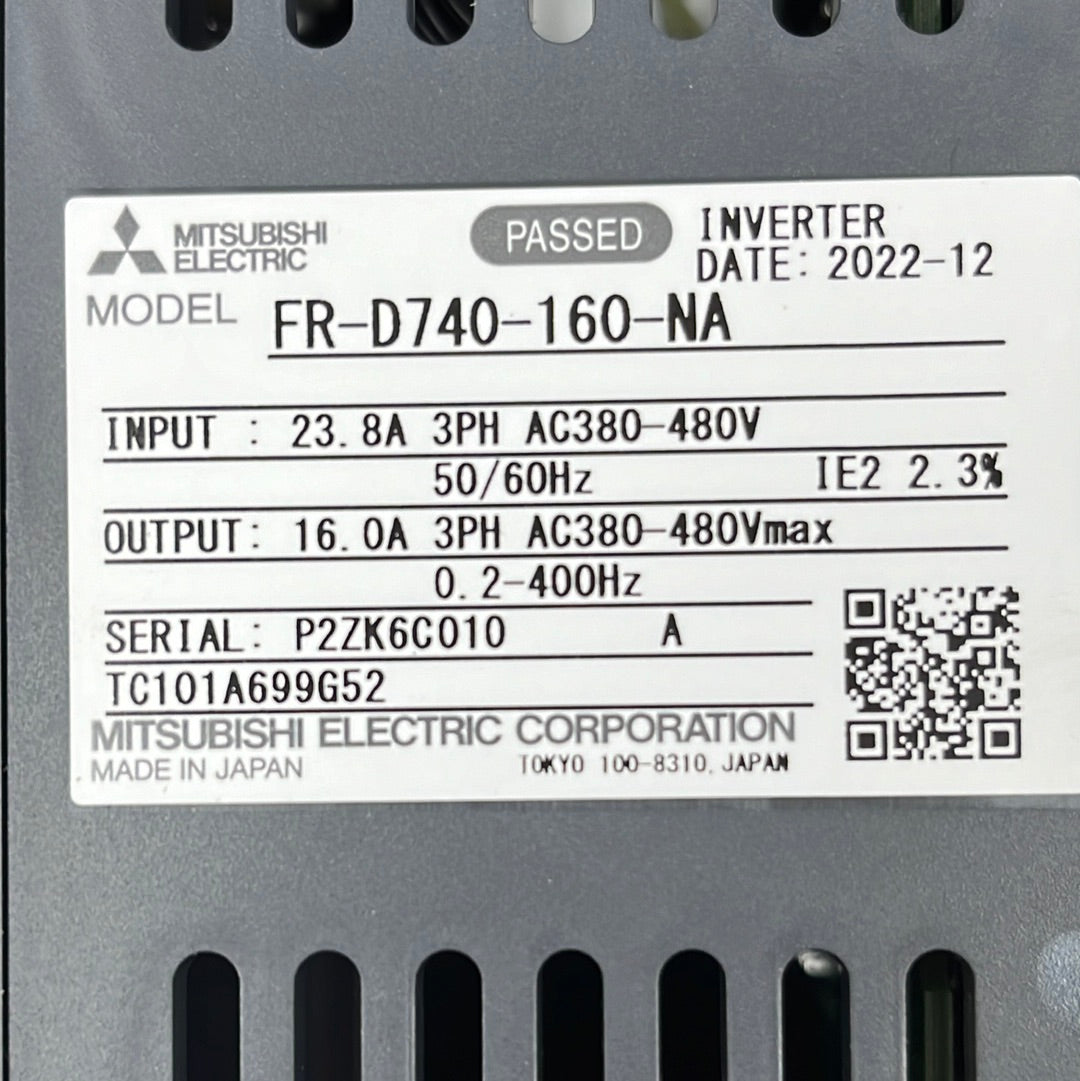 MITSUBISHI
ELECTRIC
PASSED
INVERTER
DATE: 2022-12
MODEL FR-D740-160-NA
INPUT : 23.8A 3PH AC380-480V
50/60Hz IE2 2.3%
OUTPUT: 16.0A 3PH AC380-480Vmax
0.2-400Hz
SERIAL: P2ZK6C010 A
TC101A699G52
MITSUBISHI ELECTRIC CORPORATION
MADE IN JAPAN TOKYO 100-8310, JAPAN